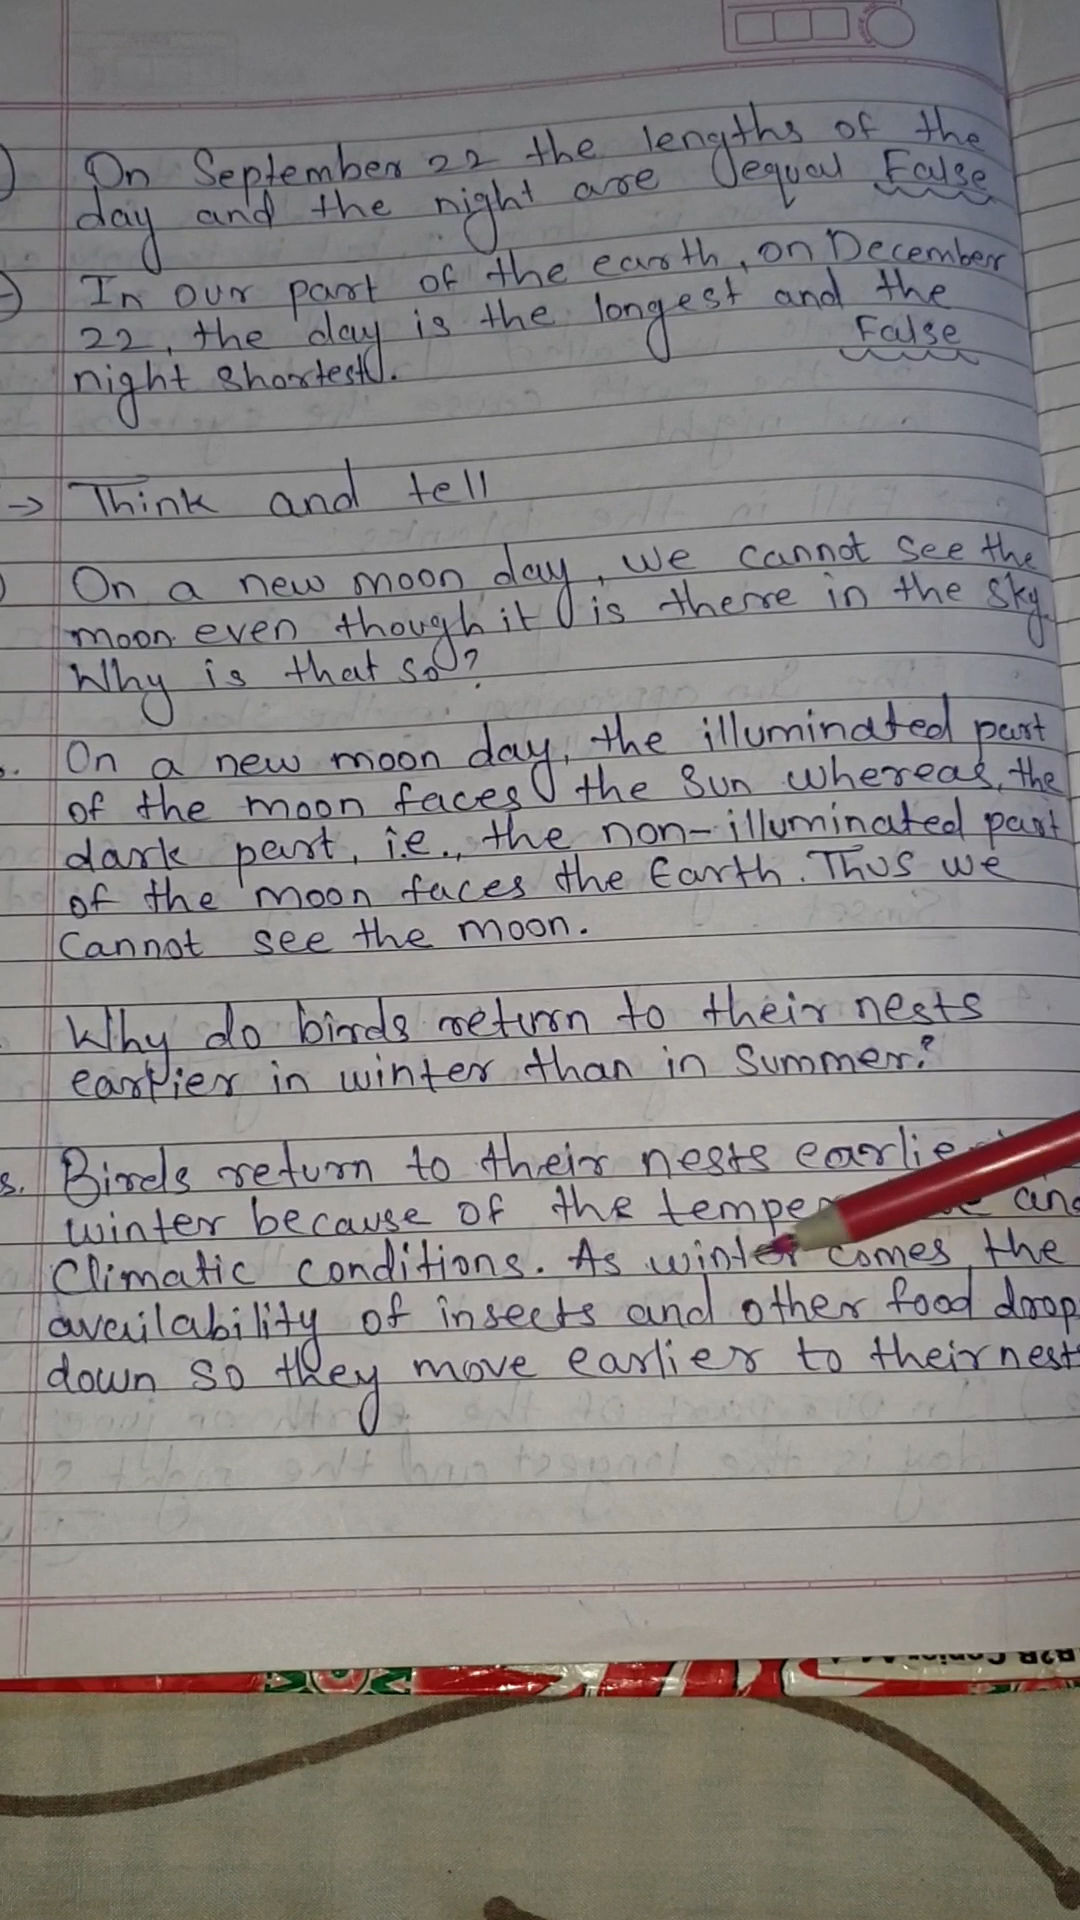 On September 22 the lengths of the
day and the night are equal False
In our part of the earth, on December
22, the day is the longest and the
night shortest. False
→ Think and tell
On a new moon day, we cannot see the
moon even though it is there in the sky.
Why is that so?
s. On a new moon day, the illuminated part
of the moon faces the Sun whereas, the
dark part, i.e., the non-illuminated part
of the moon faces the Earth. Thus we
Cannot see the moon.
Why do birds return to their nests
earlier in winter than in Summer?
s. Birds return to their nests earlie
winter because of the tempe
Climatic conditions. As winter comes, the
availability of insects and other food drop
down so they move earlier to their nest